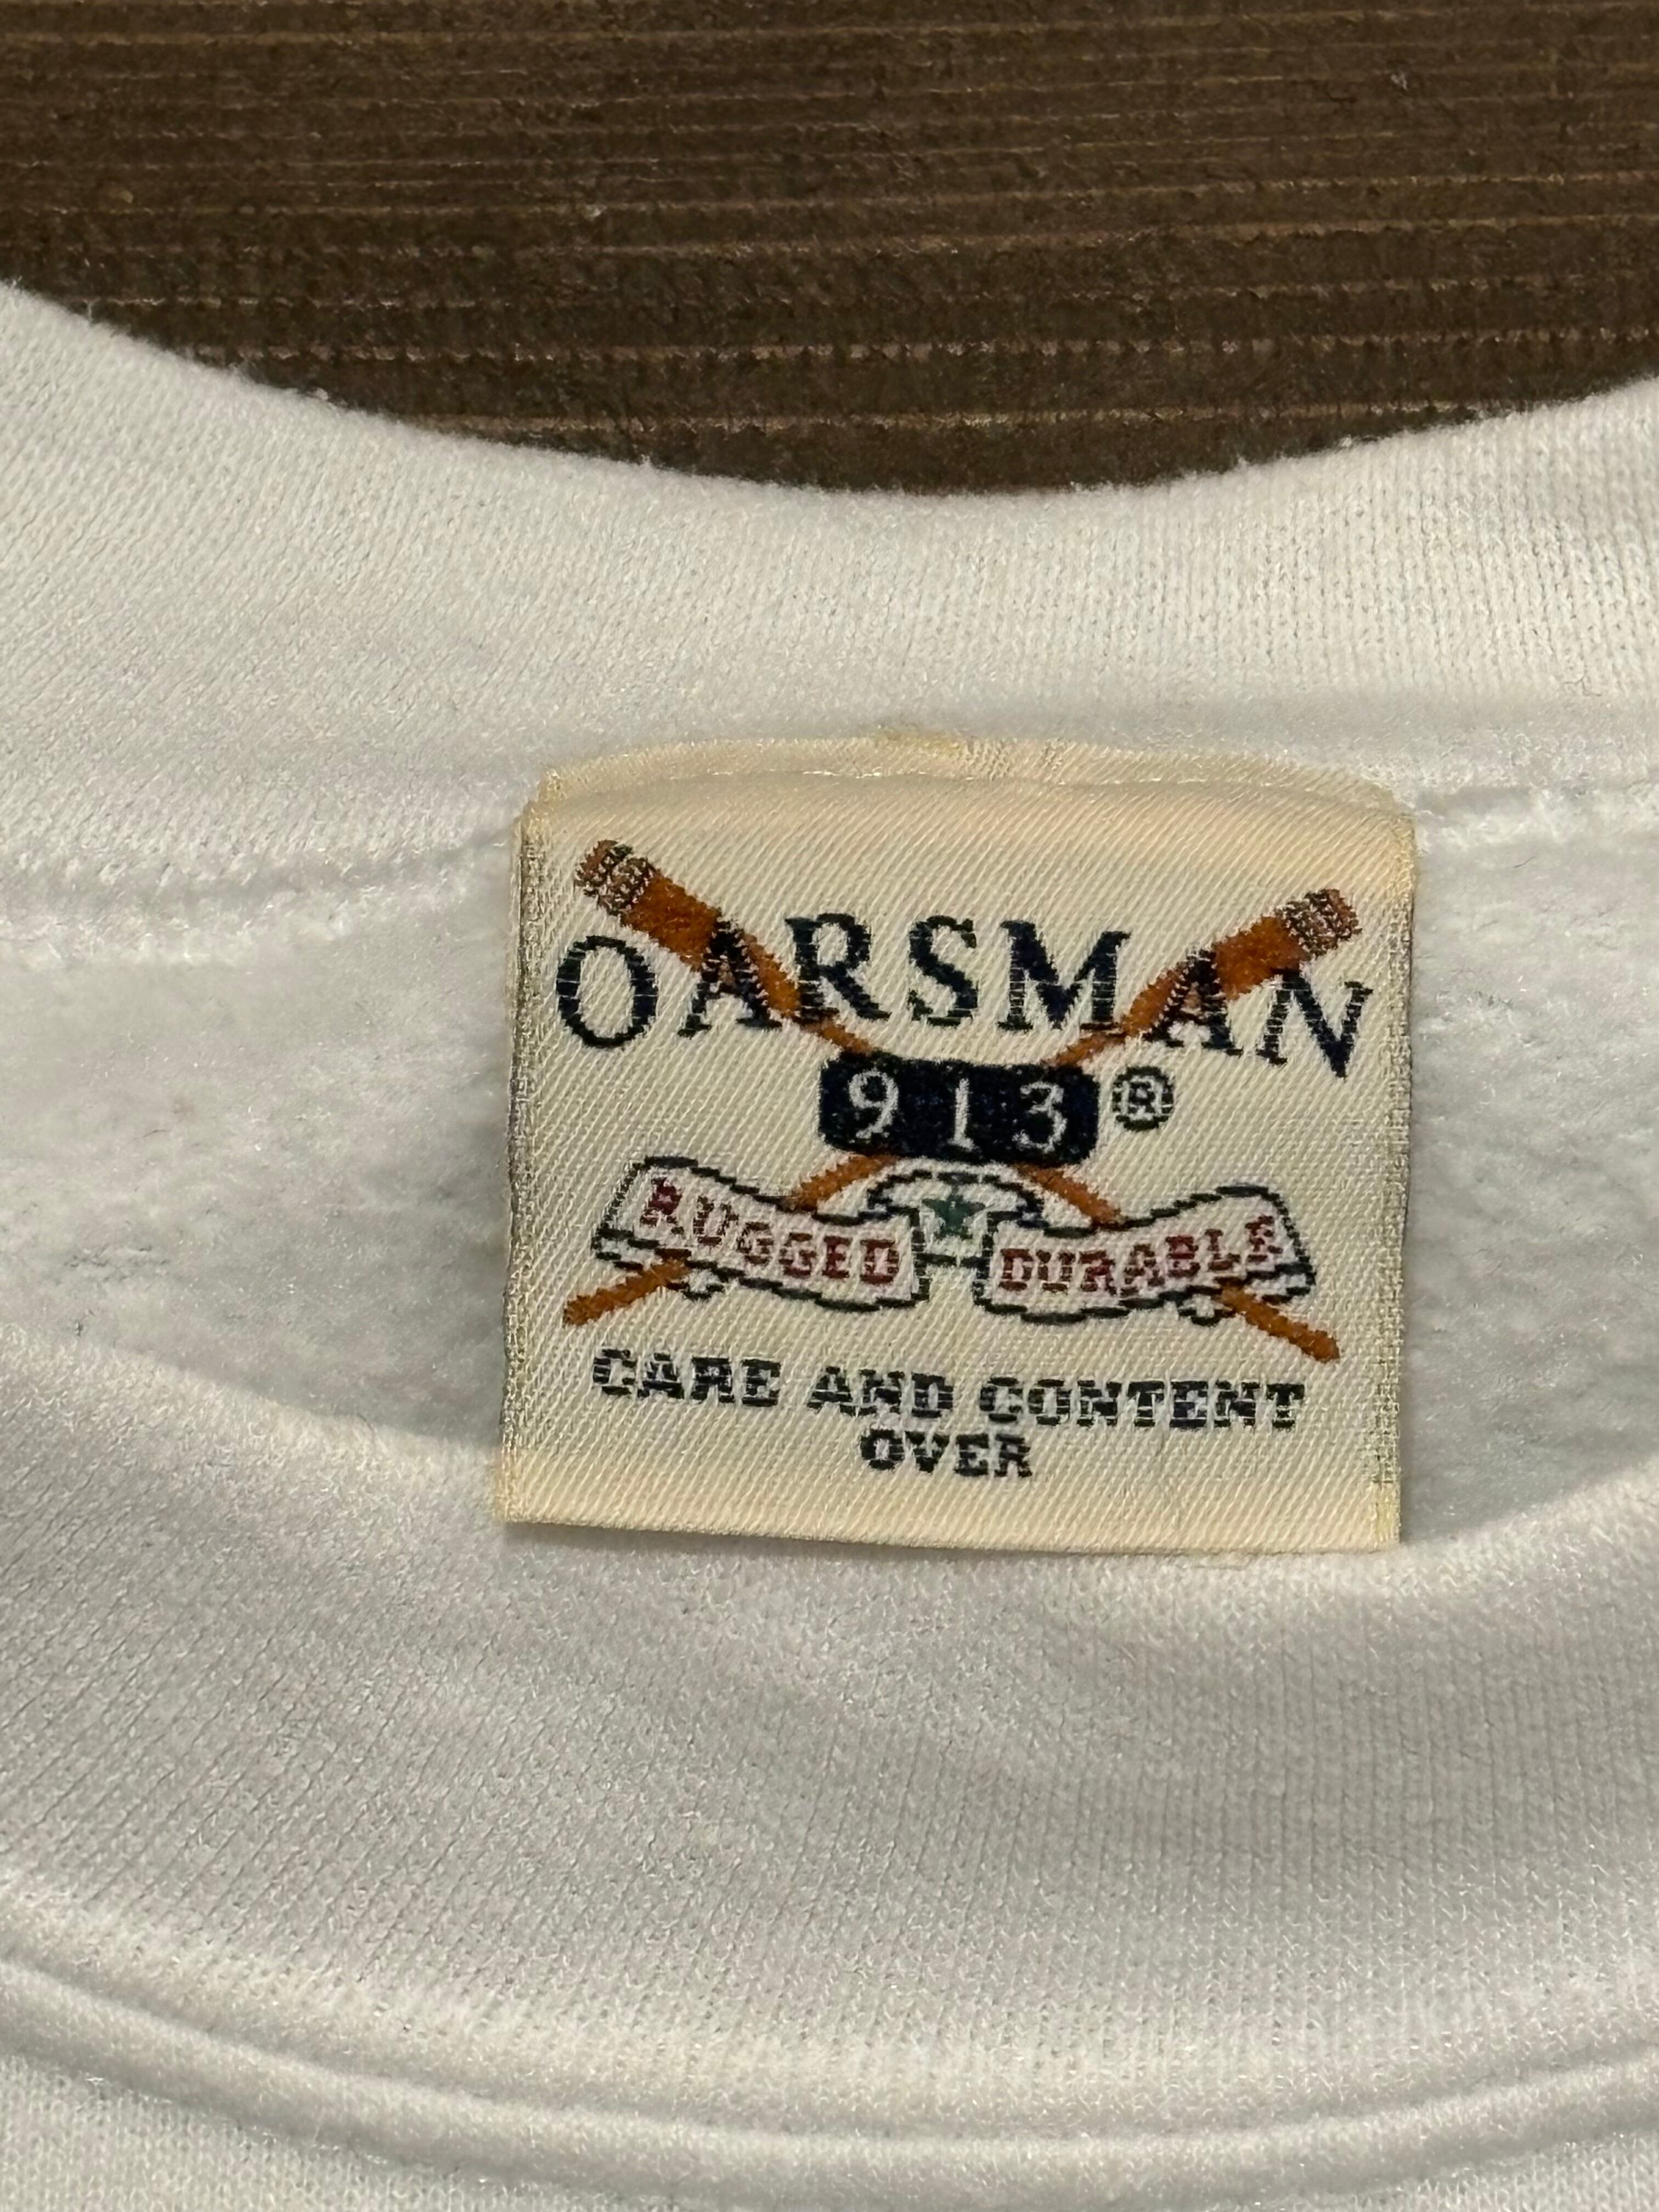 OARSMAN
913®
RUGGED DURABLE
CARE AND CONTENT
OVER